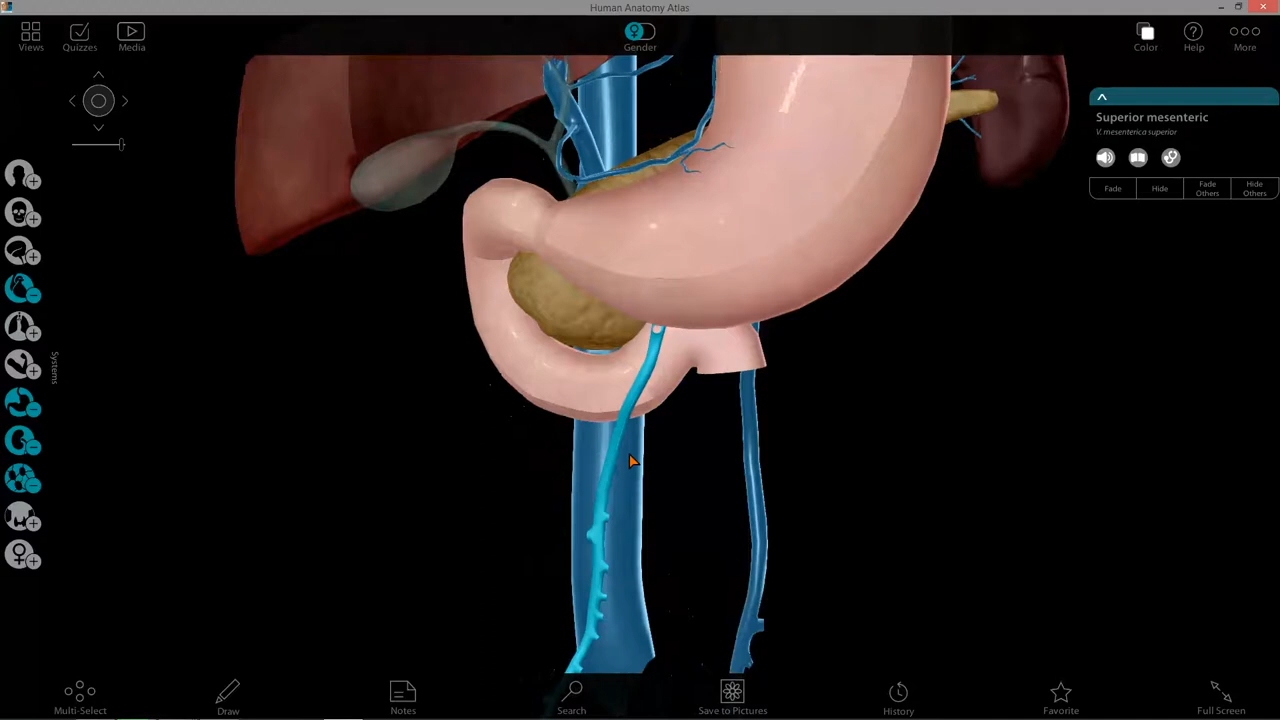 Human Anatomy Atlas
Views
Quizzes
Media
Gender
Color
Help
More
Superior mesenteric
V. mesenterica superior
Fade
Hide
Fade
Others
Hide
Others
Systems
Multi-Select
Draw
Notes
Search
Save to Pictures
History
Favorite
Full Screen